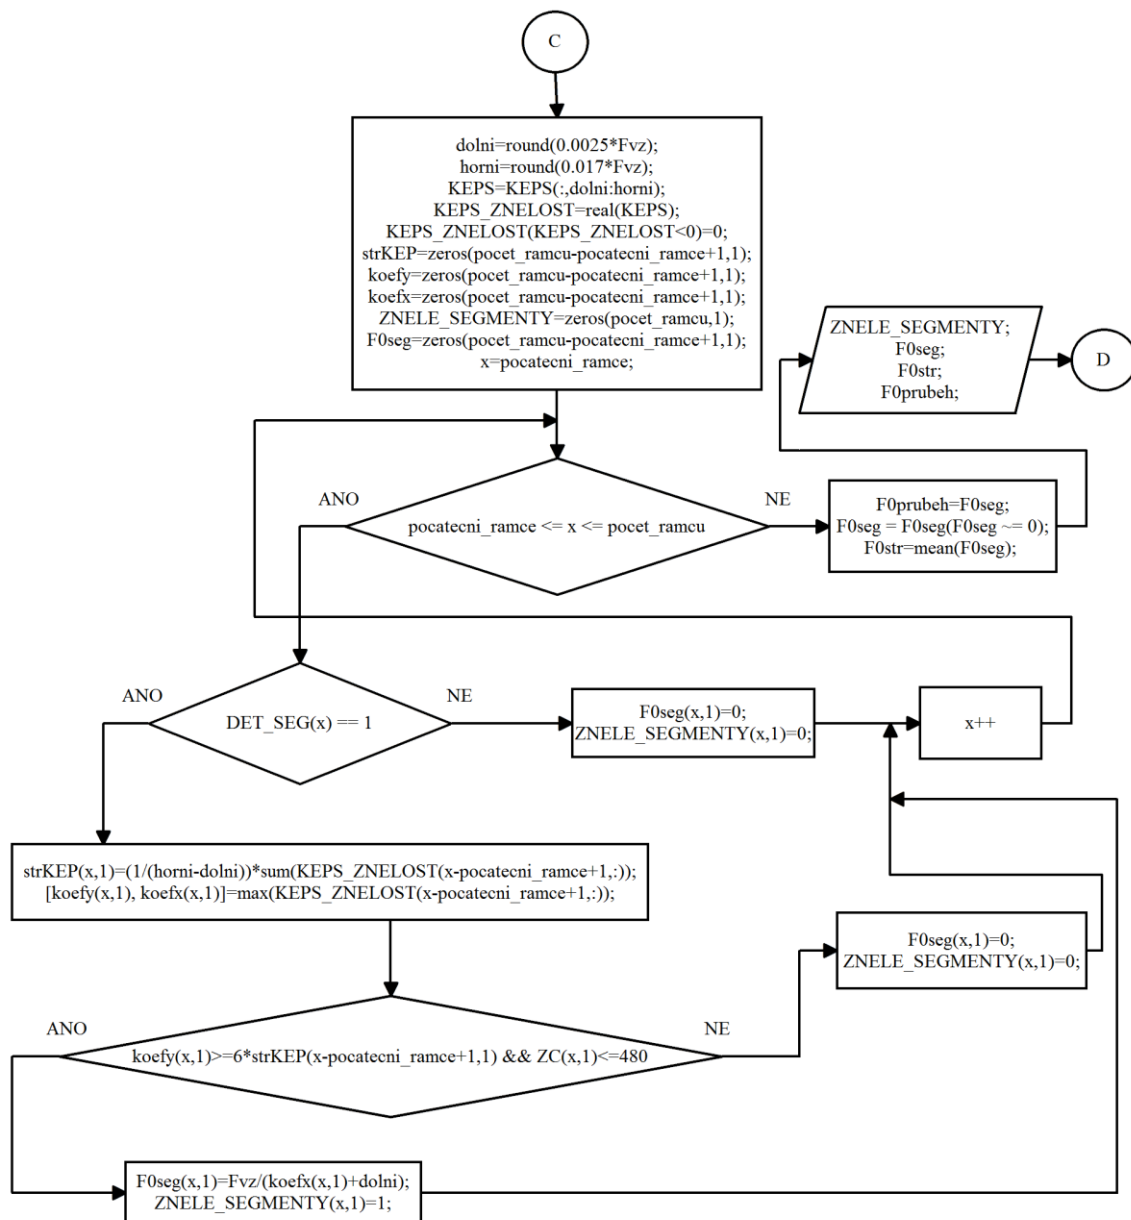 C
dolni=round(0.0025*Fvz);
horni=round(0.017*Fvz);
KEPS=KEPS(:,dolni:horni);
KEPS_ZNELOST=real(KEPS);
KEPS_ZNELOST(KEPS_ZNELOST<0)=0;
strKEP=zeros(pocet_ramcu-pocatecni_ramce+1,1);
koefy=zeros(pocet_ramcu-pocatecni_ramce+1,1);
koefx=zeros(pocet_ramcu-pocatecni_ramce+1,1);
ZNELE_SEGMENTY=zeros(pocet_ramcu,1);
F0seg=zeros(pocet_ramcu-pocatecni_ramce+1,1);
x=pocatecni_ramce;
ZNELE_SEGMENTY;
F0seg;
F0str;
F0prubeh;
D
ANO
pocatecni_ramce <= x <= pocet_ramcu
NE
F0prubeh=F0seg;
F0seg = F0seg(F0seg ~= 0);
F0str=mean(F0seg);
ANO
DET_SEG(x) == 1
NE
F0seg(x,1)=0;
ZNELE_SEGMENTY(x,1)=0;
x++
strKEP(x,1)=(1/(horni-dolni))*sum(KEPS_ZNELOST(x-pocatecni_ramce+1,:));
[koefy(x,1), koefx(x,1)]=max(KEPS_ZNELOST(x-pocatecni_ramce+1,:));
F0seg(x,1)=0;
ZNELE_SEGMENTY(x,1)=0;
ANO
koefy(x,1)>=6*strKEP(x-pocatecni_ramce+1,1) && ZC(x,1)<=480
NE
F0seg(x,1)=Fvz/(koefx(x,1)+dolni);
ZNELE_SEGMENTY(x,1)=1;